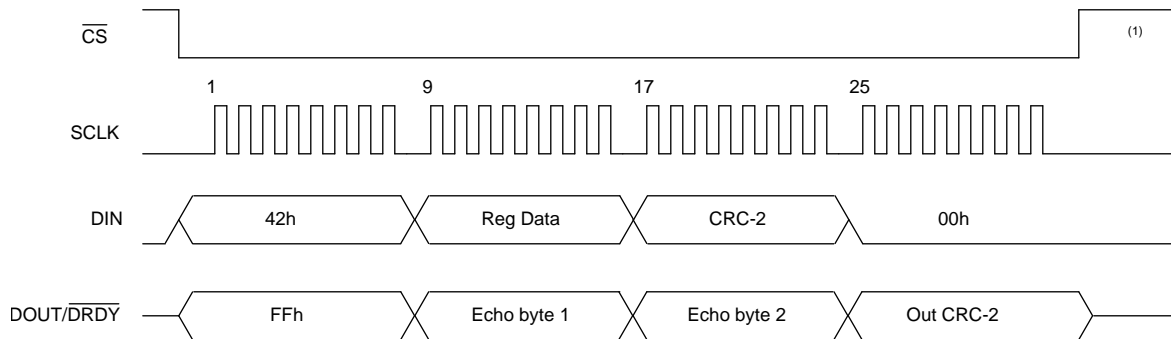 CS
(1)
1 9 17 25
SCLK
DIN 42h Reg Data CRC-2 00h
DOUT/DRDY FFh Echo byte 1 Echo byte 2 Out CRC-2